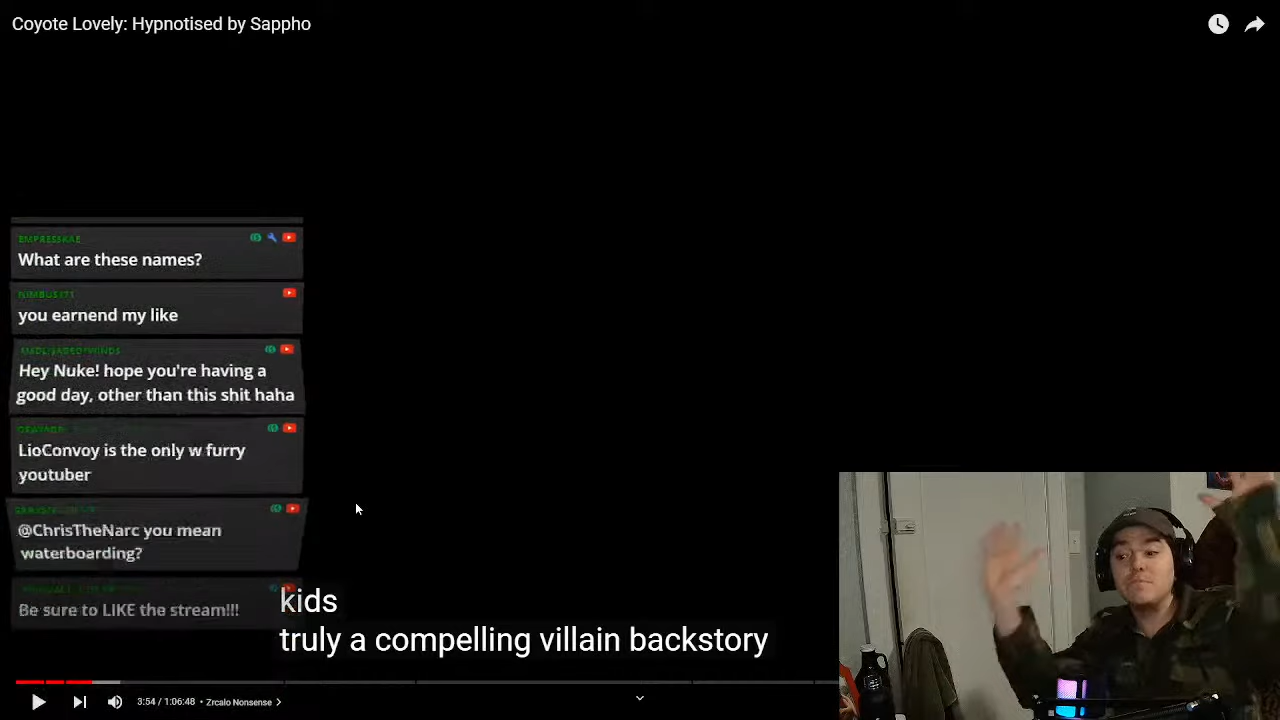 Coyote Lovely: Hypnotised by Sappho
EMPRESSKAE
What are these names?
you earnend my like
Hey Nuke! hope you're having a
good day, other than this shit haha
LioConvoy is the only w furry
youtuber
@ChrisTheNarc you mean
waterboarding?
Be sure to LIKE the stream!!!
kids
truly a compelling villain backstory
3:54 / 1:06:48 • Zrcalo Nonsense >